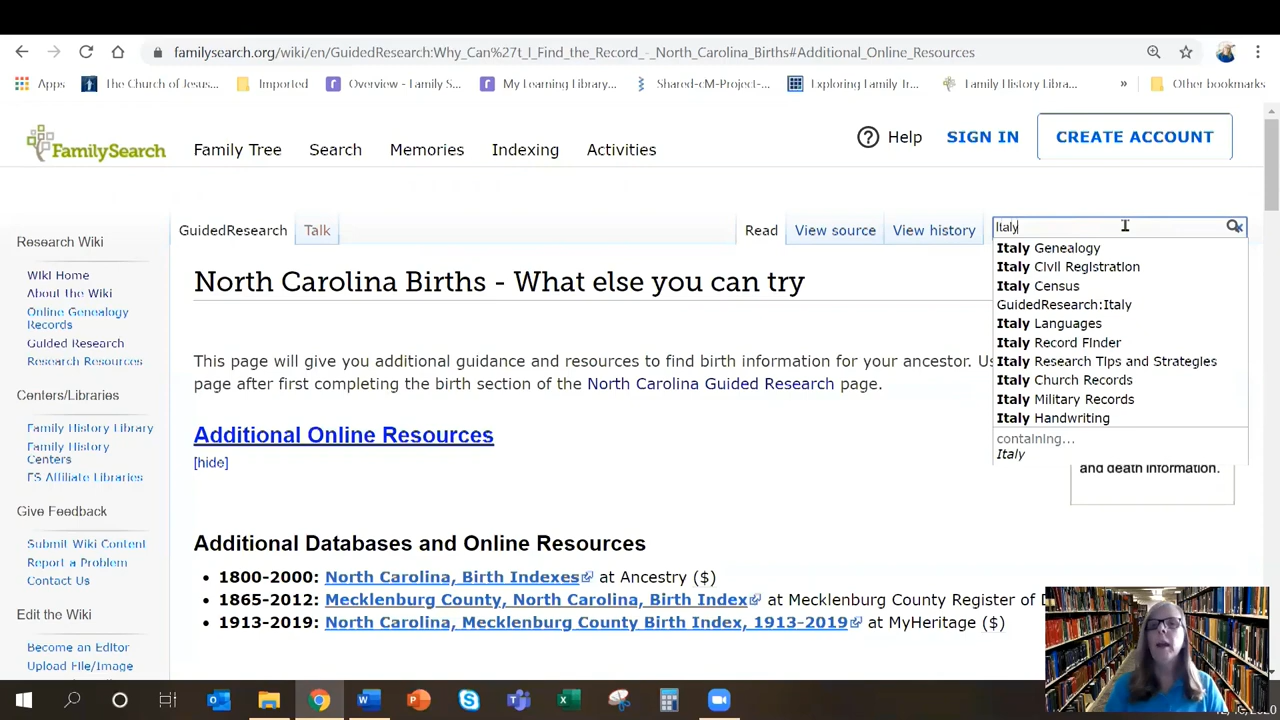 familysearch.org/wiki/en/GuidedResearch:Why_Can%27t_I_Find_the_Record_-_North_Carolina_Births#Additional_Online_Resources
Apps
The Church of Jesus...
Imported
Overview - Family S...
My Learning Library...
Shared-cM-Project-...
Exploring Family Tr...
Family History Libra...
»
Other bookmarks
FamilySearch
Family Tree
Search
Memories
Indexing
Activities
Help
SIGN IN
CREATE ACCOUNT
GuidedResearch
Talk
Read
View source
View history
Italy
Italy Genealogy
Italy Civil Registration
Italy Census
GuidedResearch:Italy
Italy Languages
Italy Record Finder
Italy Research Tips and Strategies
Italy Church Records
Italy Military Records
Italy Handwriting
containing...
Italy
and death information.
Research Wiki
Wiki Home
About the Wiki
Online Genealogy
Records
Guided Research
Research Resources
Centers/Libraries
Family History Library
Family History
Centers
FS Affiliate Libraries
Give Feedback
Submit Wiki Content
Report a Problem
Contact Us
Edit the Wiki
Become an Editor
Upload File/Image
North Carolina Births - What else you can try
This page will give you additional guidance and resources to find birth information for your ancestor. Us
page after first completing the birth section of the North Carolina Guided Research page.
Additional Online Resources
[hide]
Additional Databases and Online Resources
• 1800-2000: North Carolina, Birth Indexes at Ancestry ($)
• 1865-2012: Mecklenburg County, North Carolina, Birth Index at Mecklenburg County Register of D
• 1913-2019: North Carolina, Mecklenburg County Birth Index, 1913-2019 at MyHeritage ($)